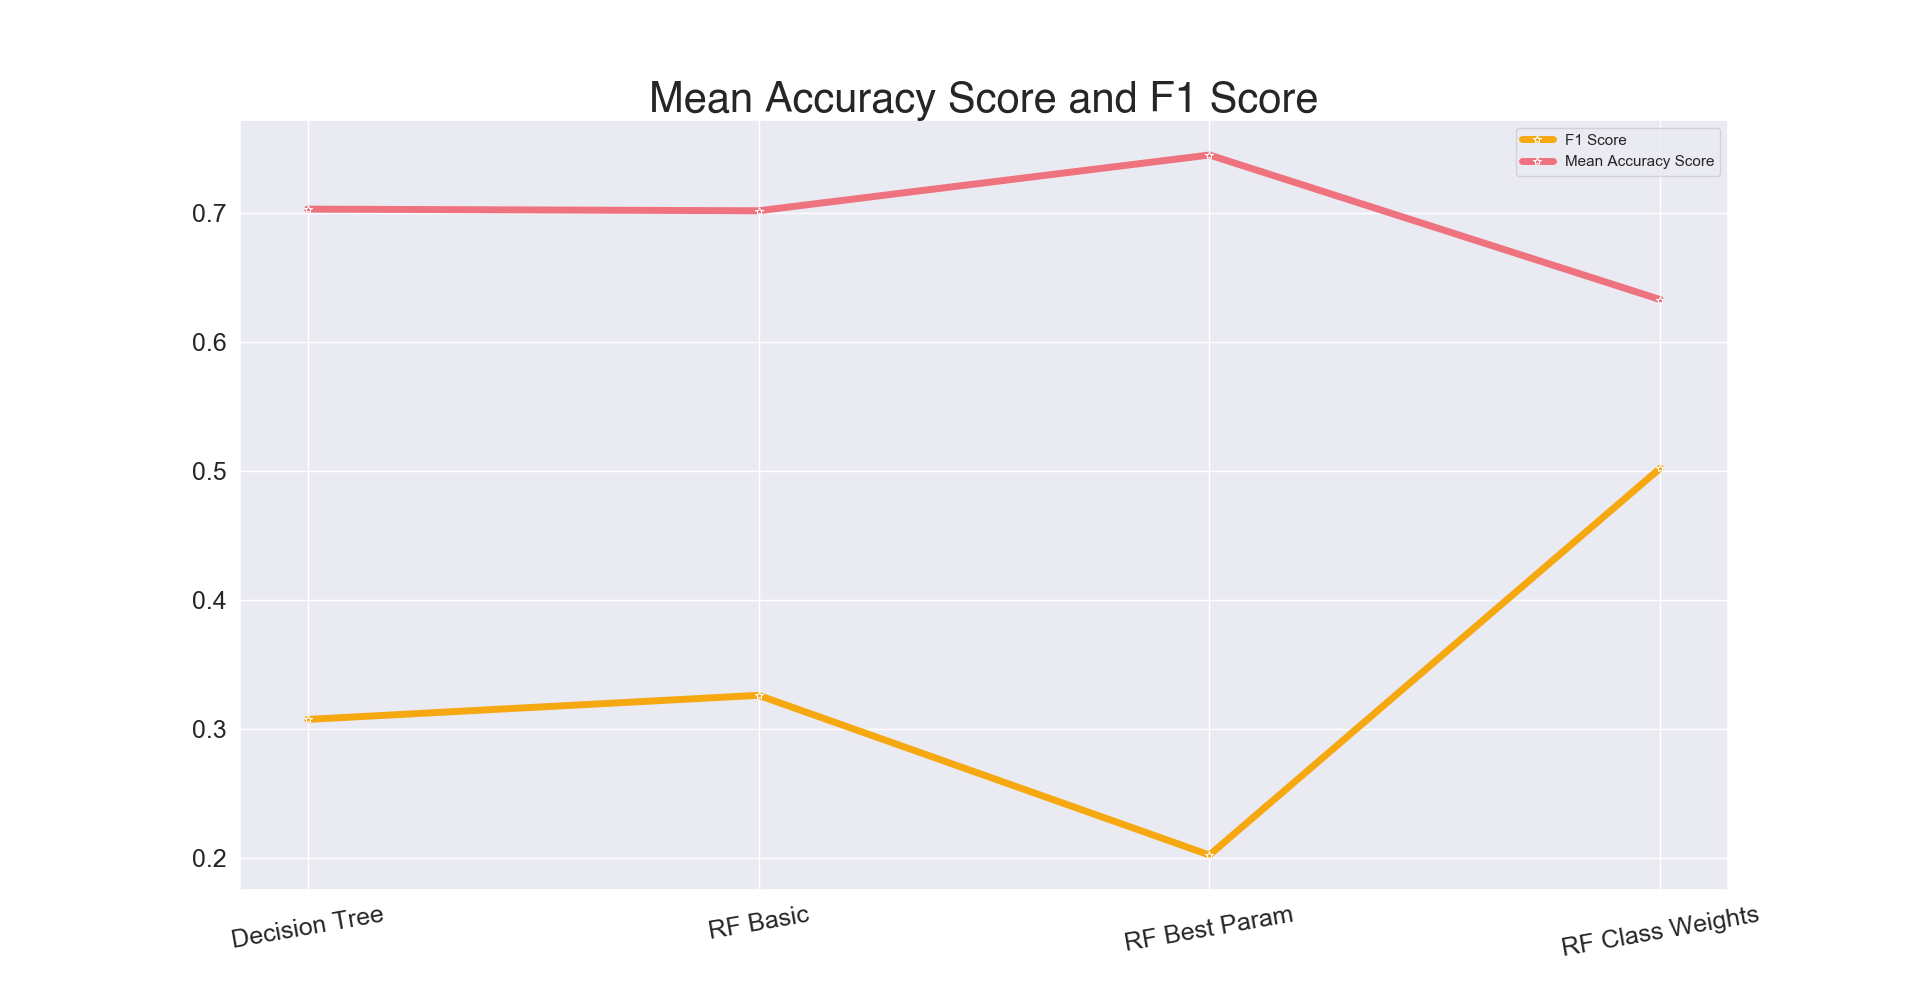 Mean Accuracy Score and F1 Score
F1 Score
Mean Accuracy Score
0.7
0.6
0.5
0.4
0.3
0.2
Decision Tree
RF Basic
RF Best Param
RF Class Weights